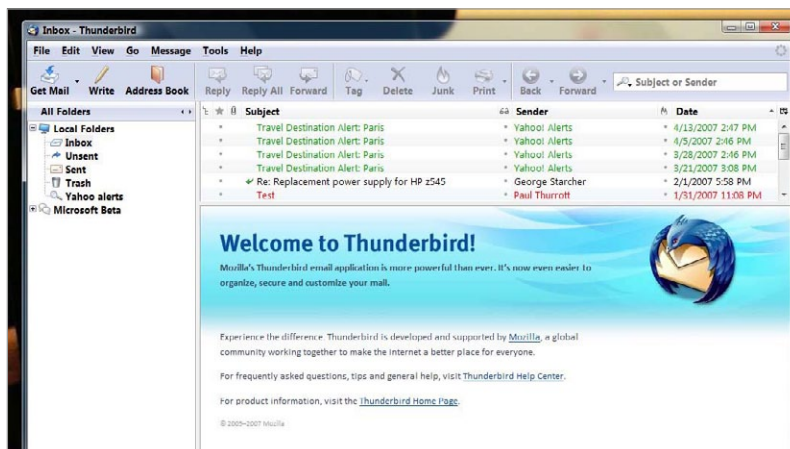 Inbox - Thunderbird
File Edit View Go Message Tools Help
Get Mail Write Address Book Reply Reply All Forward Tag Delete Junk Print Back Forward Subject or Sender
All Folders
Subject Sender Date
Local Folders
Inbox
Unsent
Sent
Trash
Yahoo alerts
Microsoft Beta
Travel Destination Alert: Paris Yahoo! Alerts 4/13/2007 2:47 PM
Travel Destination Alert: Paris Yahoo! Alerts 4/5/2007 2:46 PM
Travel Destination Alert: Paris Yahoo! Alerts 3/28/2007 2:46 PM
Travel Destination Alert: Paris Yahoo! Alerts 3/21/2007 3:08 PM
Re: Replacement power supply for HP z545 George Starcher 2/1/2007 5:58 PM
Test Paul Thurrott 1/31/2007 11:08 PM
Welcome to Thunderbird!
Mozilla's Thunderbird email application is more powerful than ever. It's now even easier to
organize, secure and customize your mail.
Experience the difference. Thunderbird is developed and supported by Mozilla, a global
community working together to make the Internet a better place for everyone.
For frequently asked questions, tips and general help, visit Thunderbird Help Center.
For product information, visit the Thunderbird Home Page.
© 2005–2007 Mozilla